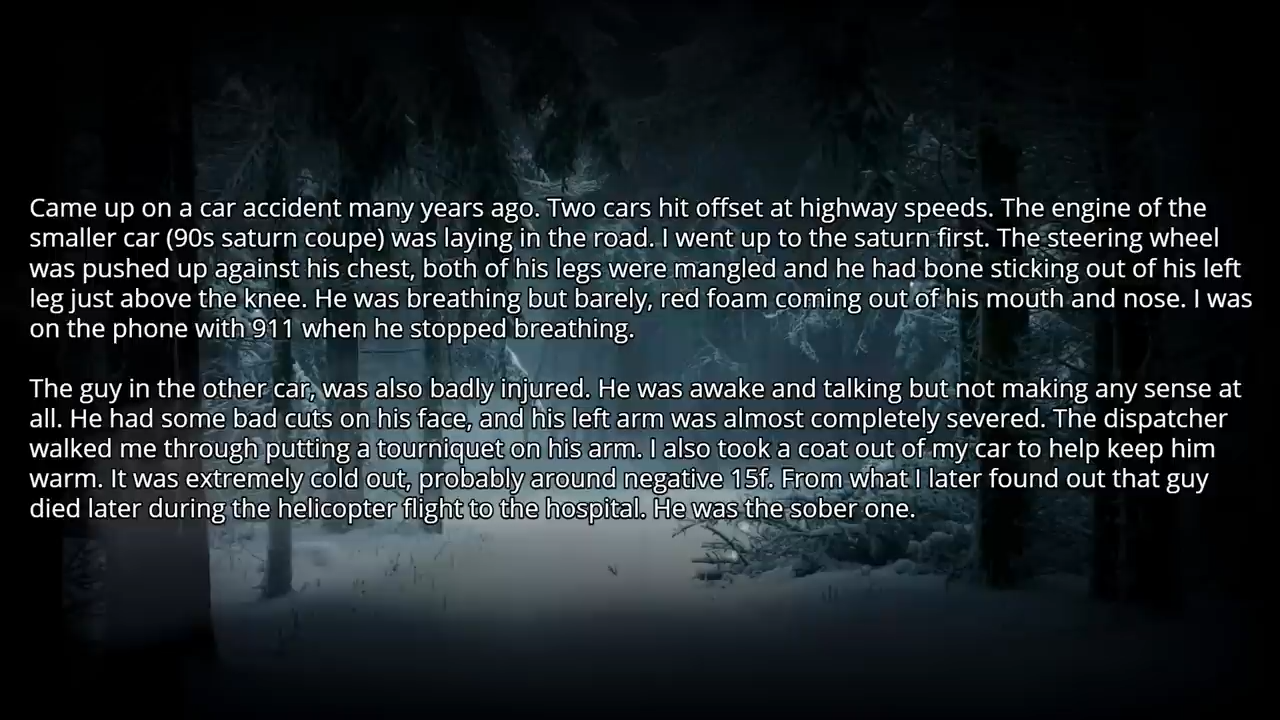 Came up on a car accident many years ago. Two cars hit offset at highway speeds. The engine of the
smaller car (90s saturn coupe) was laying in the road. I went up to the saturn first. The steering wheel
was pushed up against his chest, both of his legs were mangled and he had bone sticking out of his left
leg just above the knee. He was breathing but barely, red foam coming out of his mouth and nose. I was
on the phone with 911 when he stopped breathing.
The guy in the other car, was also badly injured. He was awake and talking but not making any sense at
all. He had some bad cuts on his face, and his left arm was almost completely severed. The dispatcher
walked me through putting a tourniquet on his arm. I also took a coat out of my car to help keep him
warm. It was extremely cold out, probably around negative 15f. From what I later found out that guy
died later during the helicopter flight to the hospital. He was the sober one.